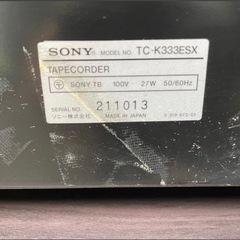 SONY® MODEL NO. TC-K333ESX
TAPECORDER
SONY TB 100V 27W 50/60Hz
SERIAL NO. 211013
ソニー株式会社 MADE IN JAPAN